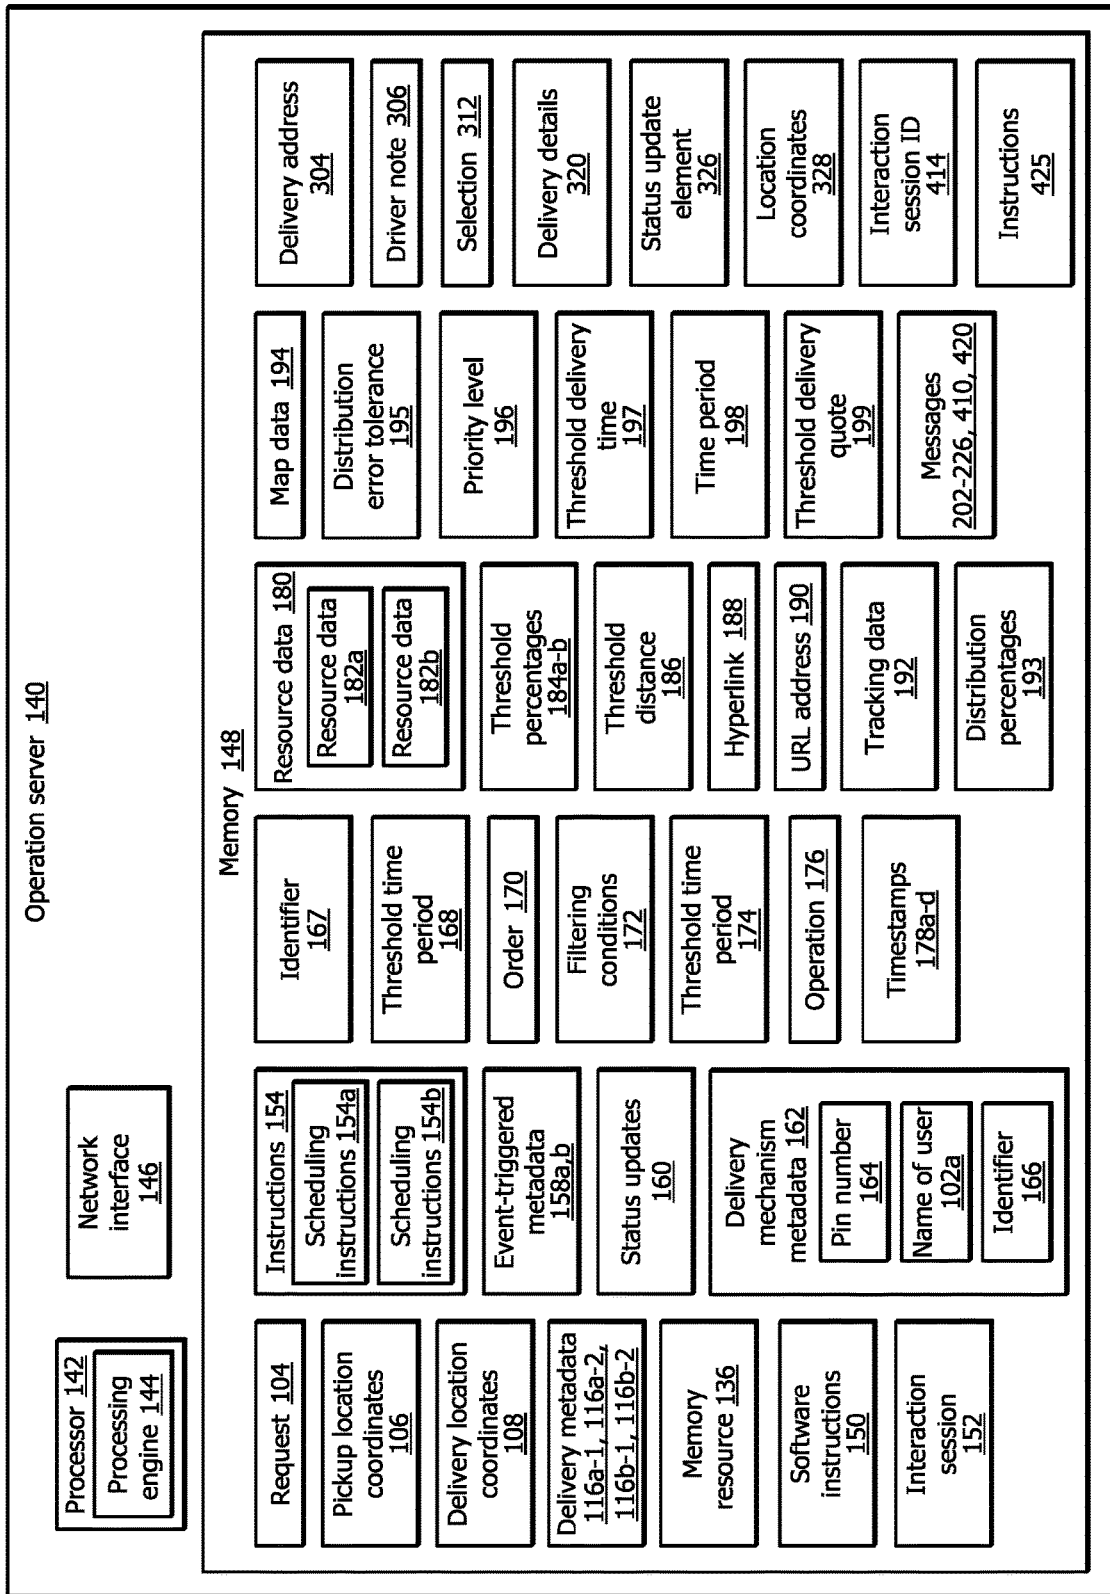 Operation server 140
Processor 142
Processing
engine 144
Network
interface
146
Memory 148
Request 104
Pickup location
coordinates
106
Delivery location
coordinates
108
Delivery metadata
116a-1, 116a-2,
116b-1, 116b-2
Memory
resource 136
Software
instructions
150
Interaction
session
152
Instructions 154
Scheduling
instructions 154a
Scheduling
instructions 154b
Event-triggered
metadata
158a,b
Status updates
160
Delivery
mechanism
metadata 162
Pin number
164
Name of user
102a
Identifier
166
Identifier
167
Threshold time
period
168
Order 170
Filtering
conditions
172
Threshold time
period
174
Operation 176
Timestamps
178a-d
Resource data 180
Resource data
182a
Resource data
182b
Threshold
percentages
184a-b
Threshold
distance
186
Hyperlink 188
URL address 190
Tracking data
192
Distribution
percentages
193
Map data 194
Distribution
error tolerance
195
Priority level
196
Threshold delivery
time
197
Time period
198
Threshold delivery
quote
199
Messages
202-226, 410, 420
Delivery address
304
Driver note 306
Selection 312
Delivery details
320
Status update
element
326
Location
coordinates
328
Interaction
session ID
414
Instructions
425